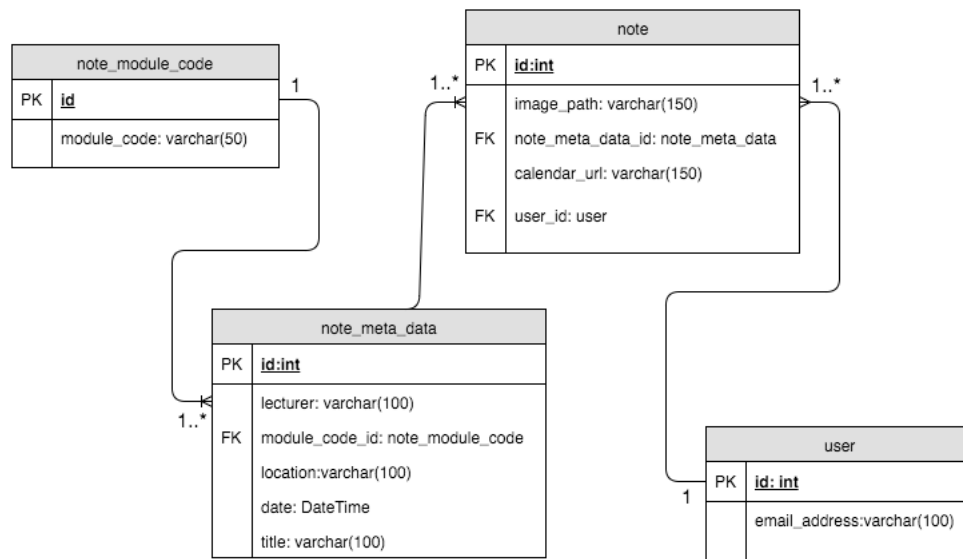 note_module_code
PK id
module_code: varchar(50)
1
note
PK id:int
image_path: varchar(150)
FK note_meta_data_id: note_meta_data
calendar_url: varchar(150)
FK user_id: user
1..*
1..*
note_meta_data
PK id:int
lecturer: varchar(100)
FK module_code_id: note_module_code
location:varchar(100)
date: DateTime
title: varchar(100)
1..*
user
PK id: int
email_address:varchar(100)
1